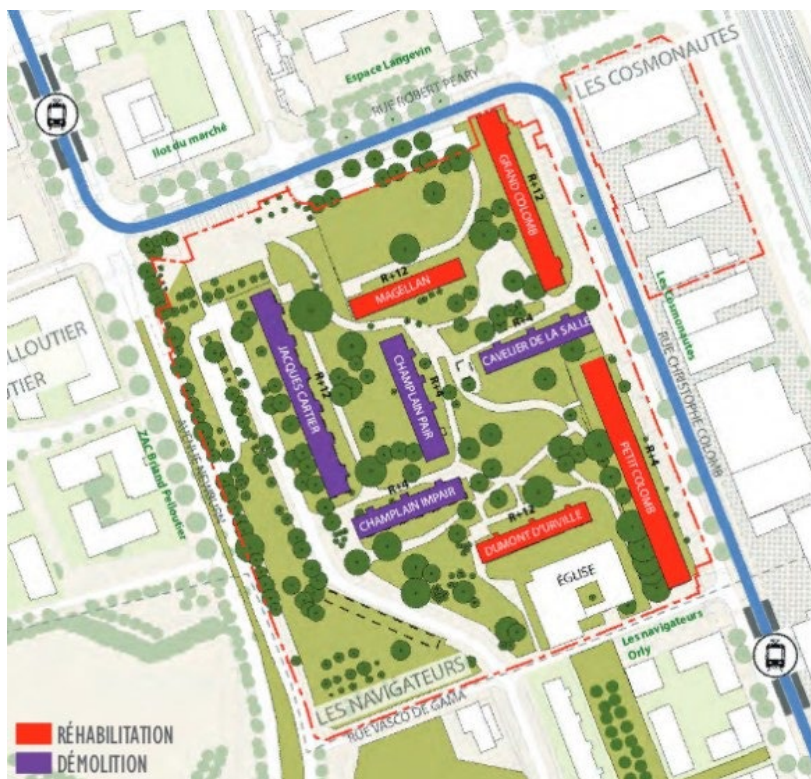 Espace Langevin
RUE ROBERT PEARY
LES COSMONAUTES
Ilot du marché
GRAND COLOMB
R+12
R+12
MAGELLAN
Les Cosmonautes
R+4
CAVELIER DE LA SALLE
JACQUES CARTIER
R+12
CHAMPLAIN PAIR
R+4
RUE CHRISTOPHE COLOMB
ELLOUTIER
UTIER
ZAC Briand Pelloutier
PETIT COLOMB
R+4
R+4
CHAMPLAIN IMPAIR
R+12
DUMONT D'URVILLE
ÉGLISE
Les navigateurs
Orly
LES NAVIGATEURS
RUE VASCO DE GAMA
RÉHABILITATION
DÉMOLITION